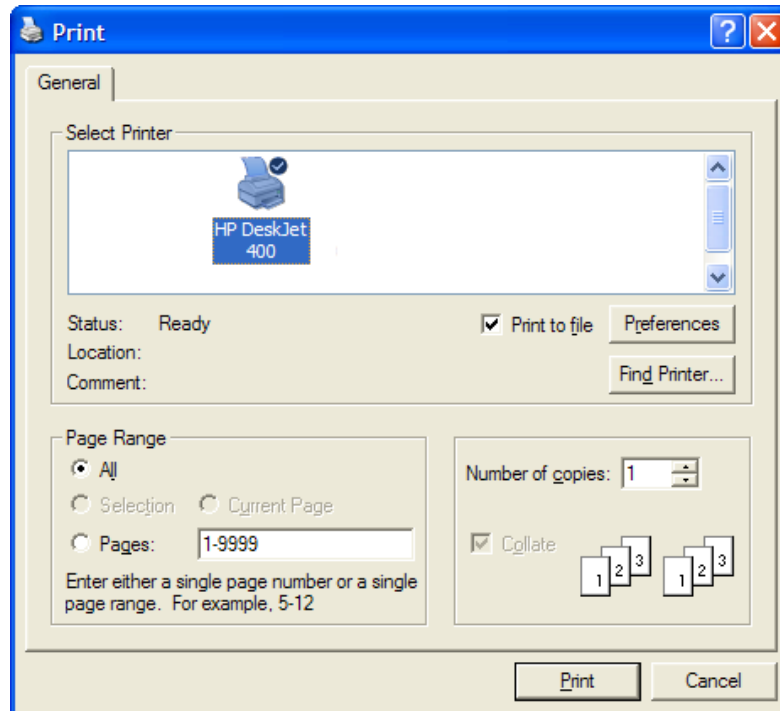 Print
General
Select Printer
HP DeskJet
400
Status: Ready
Location:
Comment:
Print to file
Preferences
Find Printer...
Page Range
All
Selection Current Page
Pages: 1-9999
Enter either a single page number or a single
page range. For example, 5-12
Number of copies: 1
Collate
1 2 3 1 2 3
Print Cancel